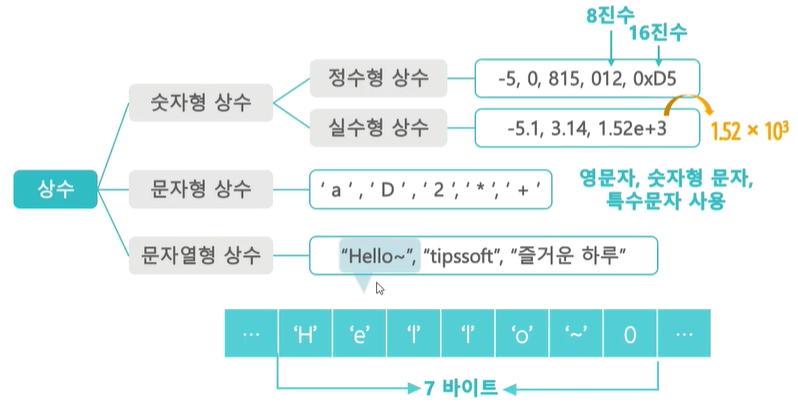 8진수
16진수
정수형 상수
-5, 0, 815, 012, 0xD5
숫자형 상수
실수형 상수
-5.1, 3.14, 1.52e+3
1.52 × 10³
상수
문자형 상수
‘ a ’ , ‘ D ’ , ‘ 2 ’, ‘ * ’, ‘ + ’
영문자, 숫자형 문자,
특수문자 사용
문자열형 상수
“Hello~”, “tipssoft”, “즐거운 하루”
… ‘H’ ‘e’ ‘l’ ‘l’ ‘o’ ‘~’ 0 …
7 바이트